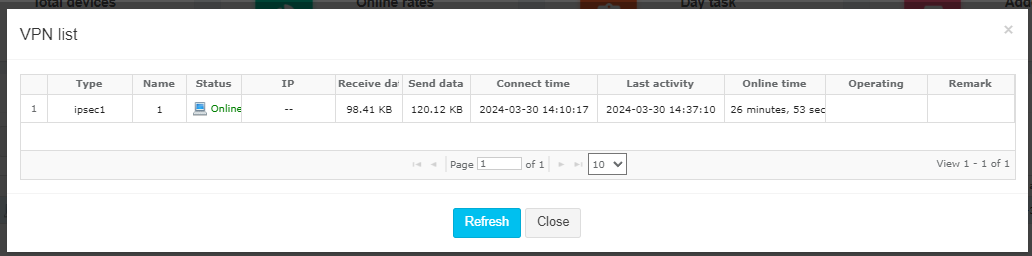 Total devices Online rates Day task Add
VPN list ×
Type Name Status IP Receive dat Send data Connect time Last activity Online time Operating Remark
1 ipsec1 1 Online -- 98.41 KB 120.12 KB 2024-03-30 14:10:17 2024-03-30 14:37:10 26 minutes, 53 sec
Page 1 of 1 10 View 1 - 1 of 1
Refresh Close